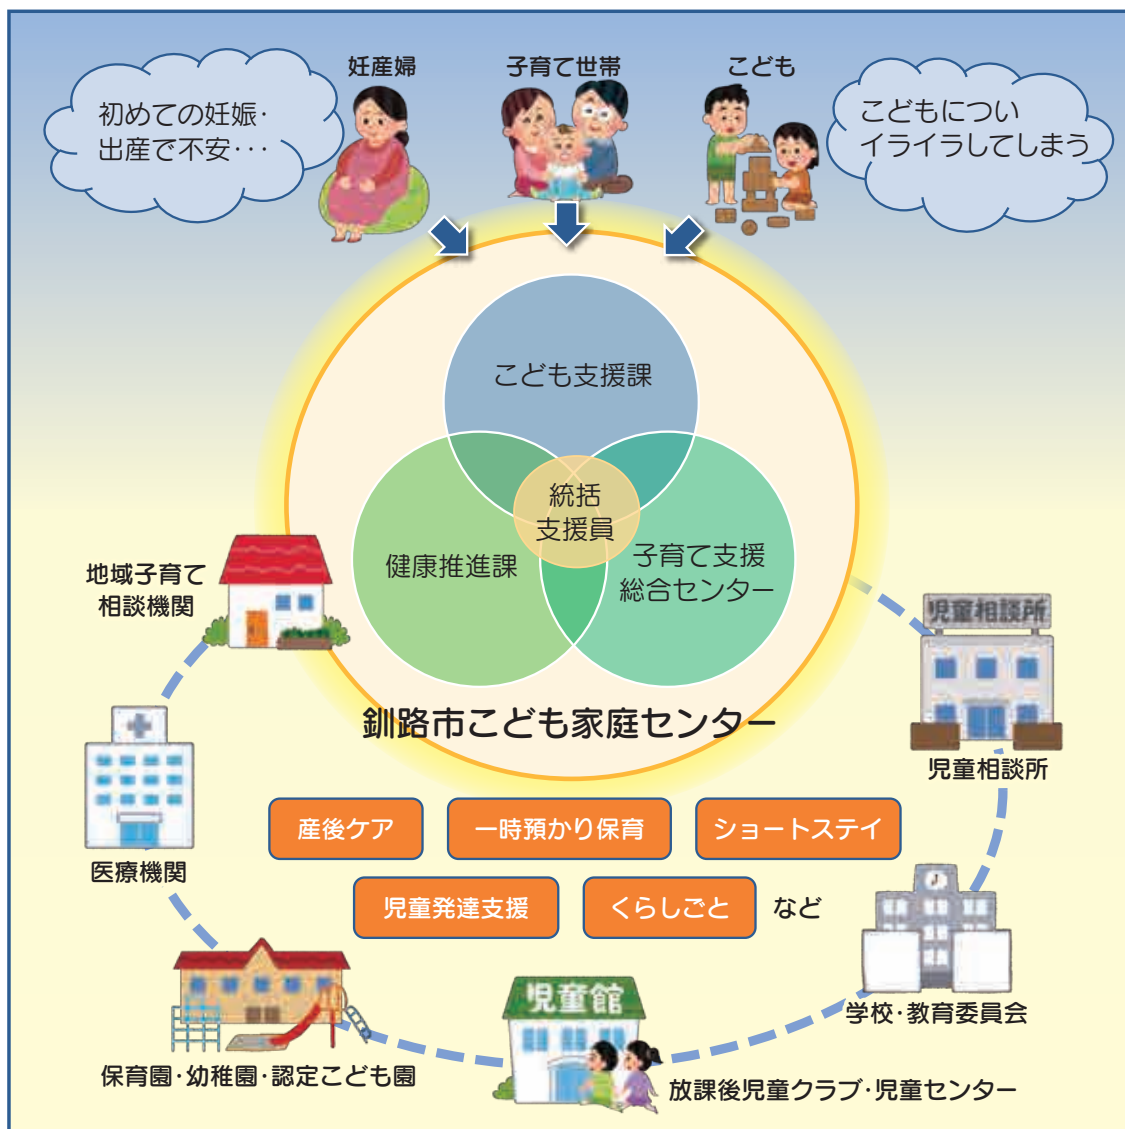 妊産婦
子育て世帯
こども
初めての妊娠・
出産で不安・・・
こどもについ
イライラしてしまう
こども支援課
統括
支援員
健康推進課
子育て支援
総合センター
釧路市こども家庭センター
地域子育て
相談機関
児童相談所
児童相談所
医療機関
産後ケア
一時預かり保育
ショートステイ
児童発達支援
くらしごと
など
学校・教育委員会
児童館
保育園・幼稚園・認定こども園
放課後児童クラブ・児童センター